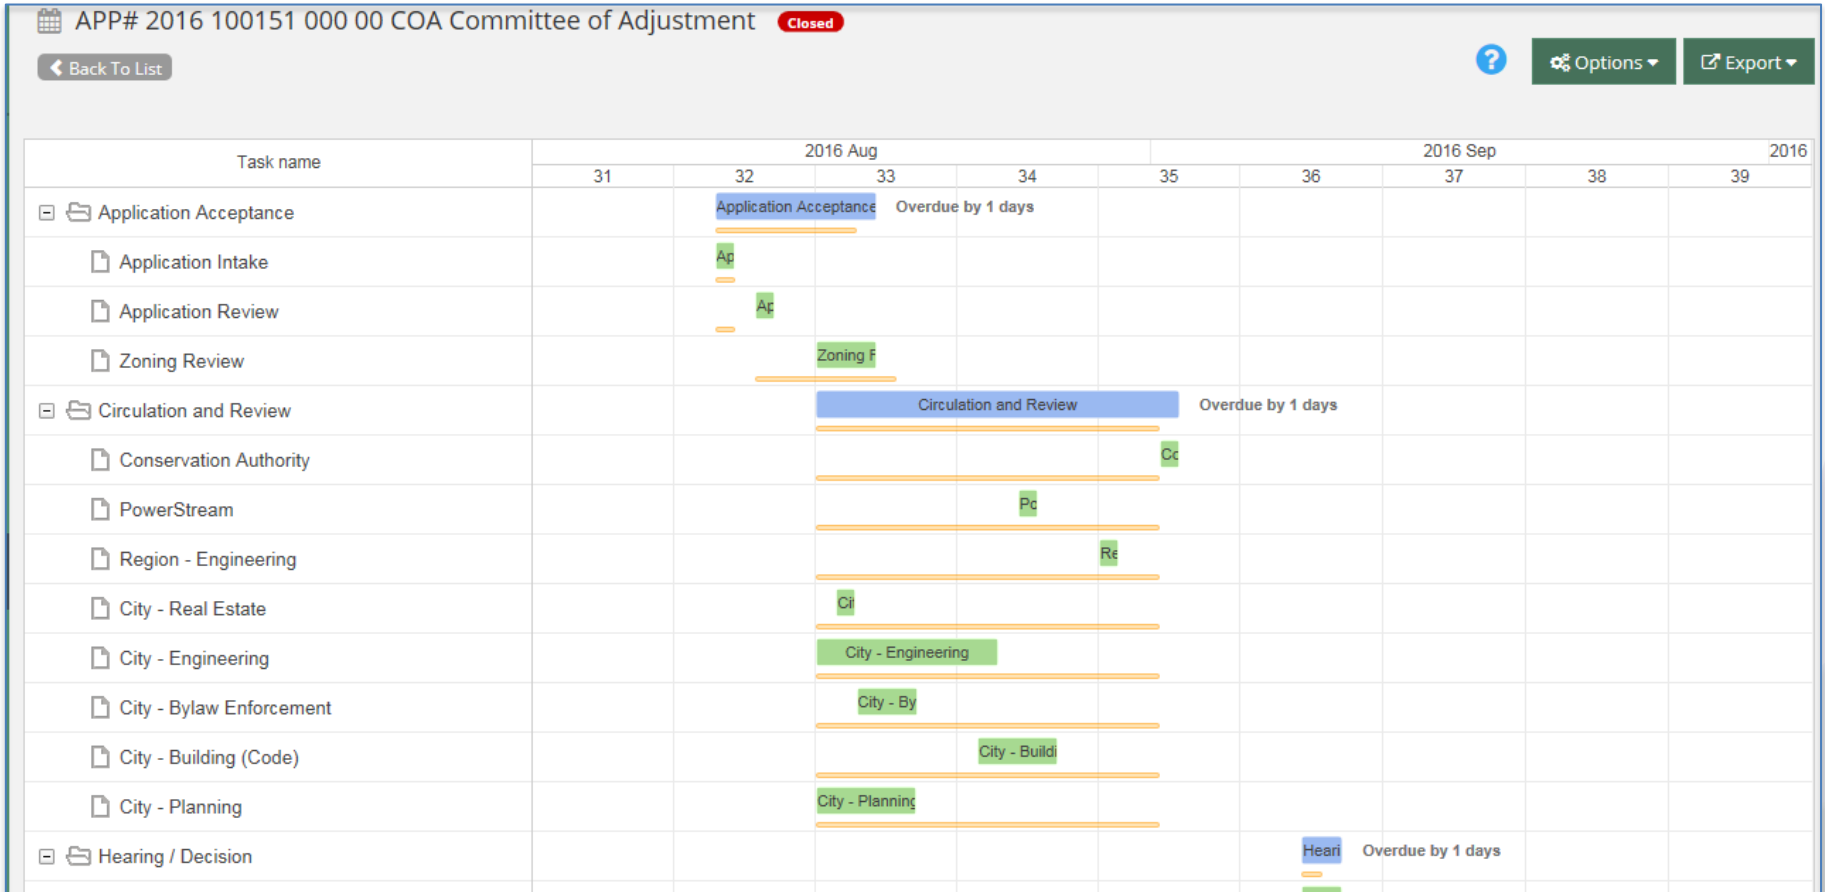 APP# 2016 100151 000 00 COA Committee of Adjustment Closed
Back To List
? Options Export
Task name
2016 Aug 2016 Sep 2016
31 32 33 34 35 36 37 38 39
Application Acceptance Application Acceptance Overdue by 1 days
Application Intake Ap
Application Review Ap
Zoning Review Zoning
Circulation and Review Circulation and Review Overdue by 1 days
Conservation Authority Co
PowerStream Po
Region - Engineering Re
City - Real Estate Cit
City - Engineering City - Engineering
City - Bylaw Enforcement City - By
City - Building (Code) City - Buildi
City - Planning City - Planning
Hearing / Decision Heari Overdue by 1 days